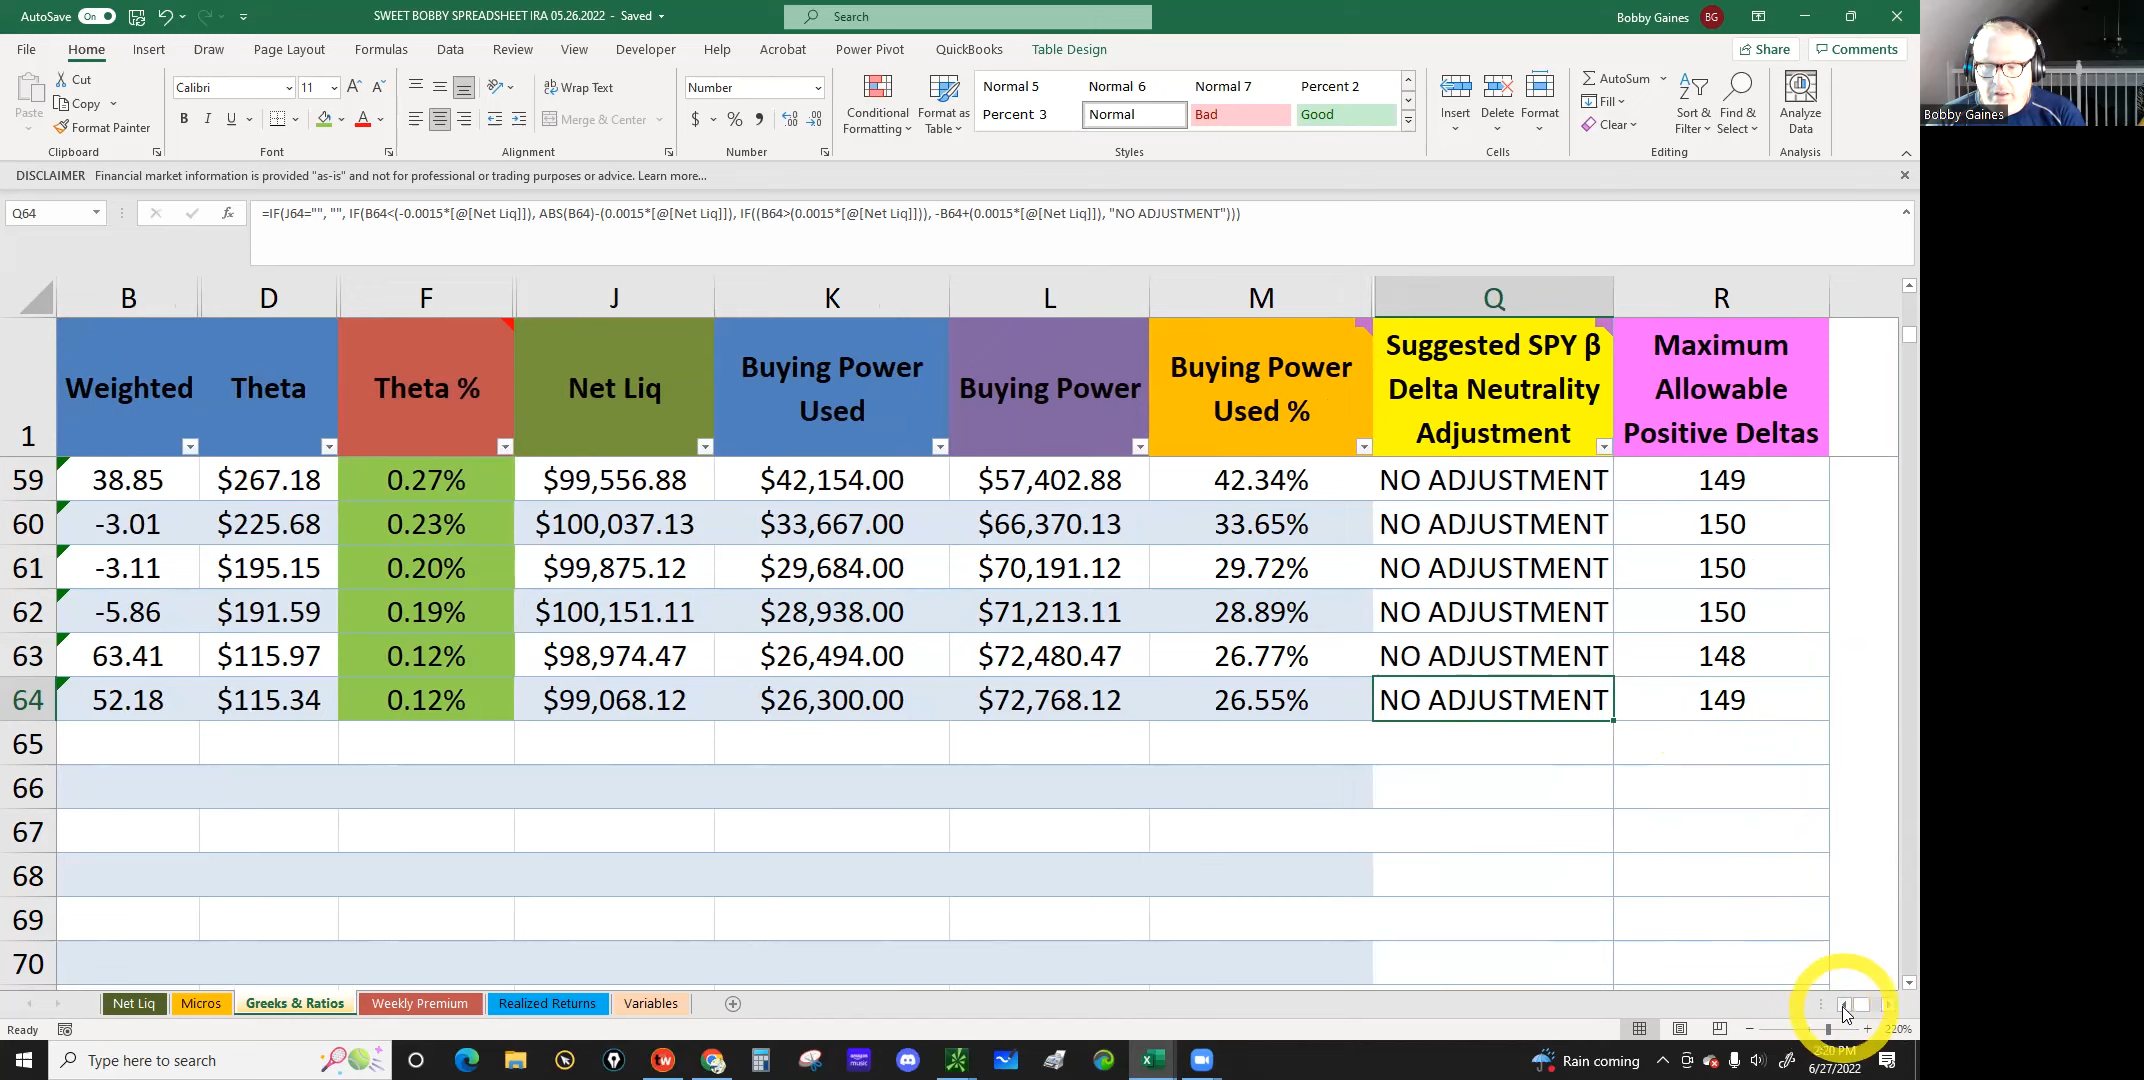 AutoSave On SWEET BOBBY SPREADSHEET IRA 05.26.2022 - Saved Search Bobby Gaines BG
File Home Insert Draw Page Layout Formulas Data Review View Developer Help Acrobat Power Pivot QuickBooks Table Design Share Comments
Paste Cut Copy Format Painter Clipboard
Calibri 11 B I U A Font
Wrap Text Merge & Center Alignment
Number $ % Number
Conditional Formatting Format as Table
Normal 5 Normal 6 Normal 7 Percent 2
Percent 3 Normal Bad Good
Styles
Insert Delete Format Cells
AutoSum Fill Clear Sort & Filter Find & Select Editing
Analyze Data Analysis
Bobby Gaines
DISCLAIMER Financial market information is provided "as-is" and not for professional or trading purposes or advice. Learn more...
Q64 fx =IF(J64="", "", IF(B64<(-0.0015*[@[Net Liq]]), ABS(B64)-(0.0015*[@[Net Liq]]), IF((B64>(0.0015*[@[Net Liq]])), -B64+(0.0015*[@[Net Liq]]), "NO ADJUSTMENT")))
B D F J K L M Q R
1 Weighted Theta Theta % Net Liq Buying Power Used Buying Power Buying Power Used % Suggested SPY β Delta Neutrality Adjustment Maximum Allowable Positive Deltas
59 38.85 $267.18 0.27% $99,556.88 $42,154.00 $57,402.88 42.34% NO ADJUSTMENT 149
60 -3.01 $225.68 0.23% $100,037.13 $33,667.00 $66,370.13 33.65% NO ADJUSTMENT 150
61 -3.11 $195.15 0.20% $99,875.12 $29,684.00 $70,191.12 29.72% NO ADJUSTMENT 150
62 -5.86 $191.59 0.19% $100,151.11 $28,938.00 $71,213.11 28.89% NO ADJUSTMENT 150
63 63.41 $115.97 0.12% $98,974.47 $26,494.00 $72,480.47 26.77% NO ADJUSTMENT 148
64 52.18 $115.34 0.12% $99,068.12 $26,300.00 $72,768.12 26.55% NO ADJUSTMENT 149
65
66
67
68
69
70
Net Liq Micros Greeks & Ratios Weekly Premium Realized Returns Variables
Ready 220%
Type here to search Rain coming 2:20 PM
6/27/2022